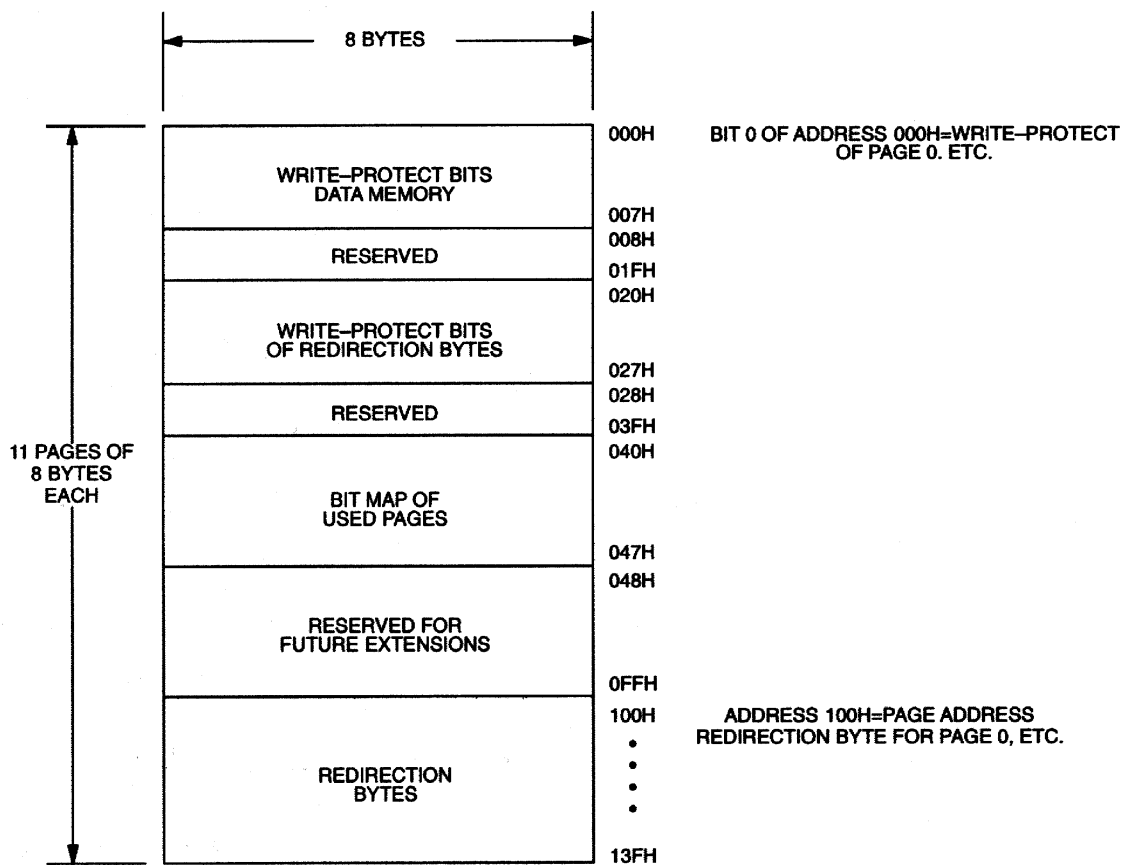 8 BYTES
000H
BIT 0 OF ADDRESS 000H=WRITE–PROTECT
OF PAGE 0. ETC.
WRITE–PROTECT BITS
DATA MEMORY
007H
008H
RESERVED
01FH
020H
WRITE–PROTECT BITS
OF REDIRECTION BYTES
027H
028H
RESERVED
03FH
11 PAGES OF
8 BYTES
EACH
040H
BIT MAP OF
USED PAGES
047H
048H
RESERVED FOR
FUTURE EXTENSIONS
0FFH
100H
ADDRESS 100H=PAGE ADDRESS
REDIRECTION BYTE FOR PAGE 0, ETC.
REDIRECTION
BYTES
13FH